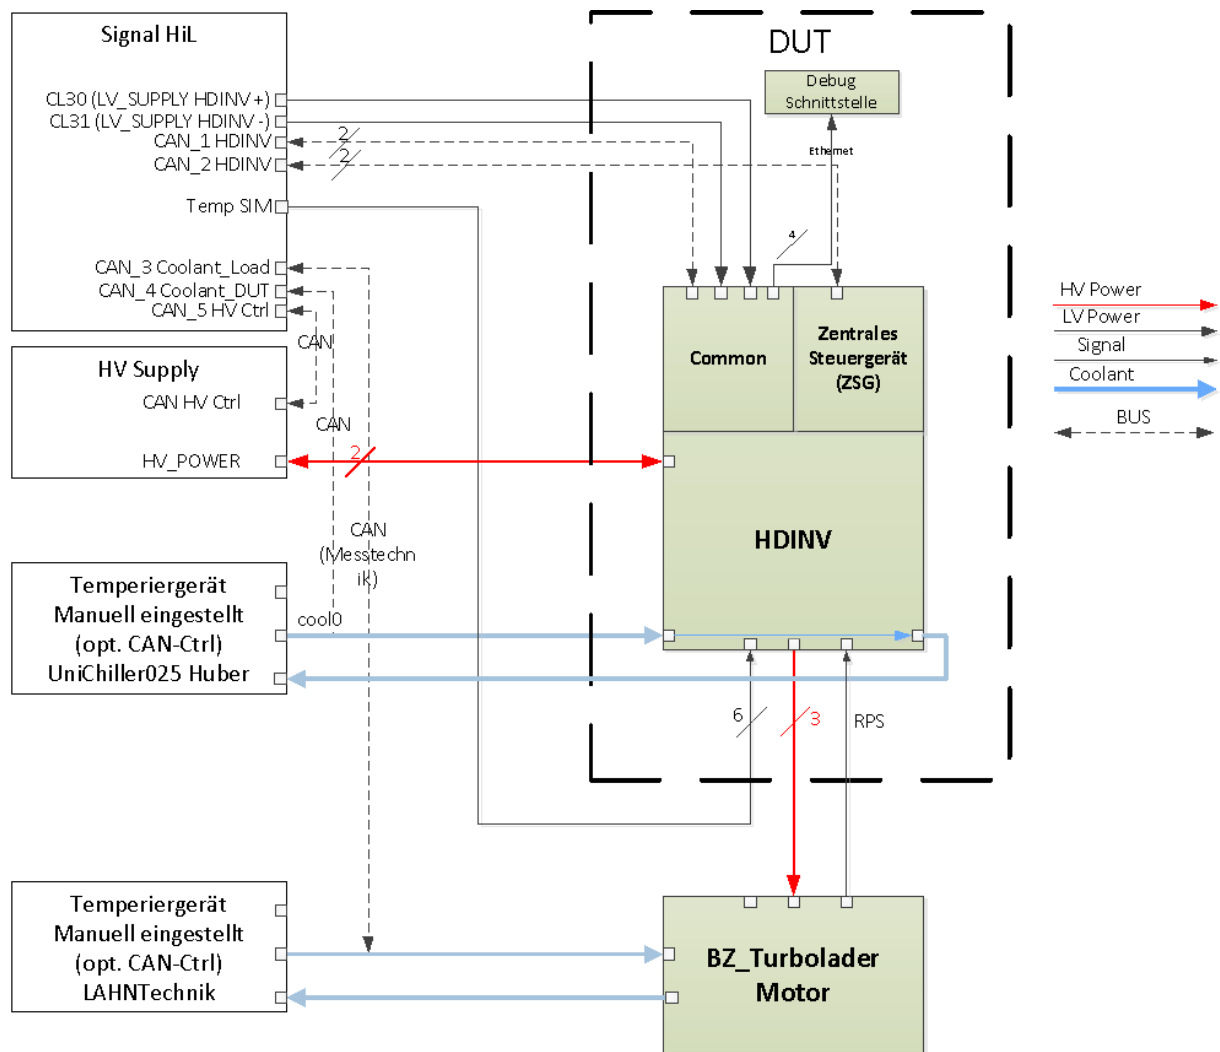 Signal HiL
CL30 (LV_SUPPLY HDINV +)
CL31 (LV_SUPPLY HDINV -)
CAN_1 HDINV
CAN_2 HDINV
Temp SIM
CAN_3 Coolant_Load
CAN_4 Coolant_DUT
CAN_5 HV Ctrl
CAN
HV Supply
CAN HV Ctrl
CAN
HV_POWER
2
2
2
CAN
(Messtechn
ik)
Temperiergerät
Manuell eingestellt
(opt. CAN-Ctrl)
UniChiller025 Huber
cool0
Temperiergerät
Manuell eingestellt
(opt. CAN-Ctrl)
LAHNTechnik
DUT
Debug
Schnittstelle
Ethernet
4
Common
Zentrales
Steuergerät
(ZSG)
HDINV
6
3
RPS
BZ_Turbolader
Motor
HV Power
LV Power
Signal
Coolant
BUS